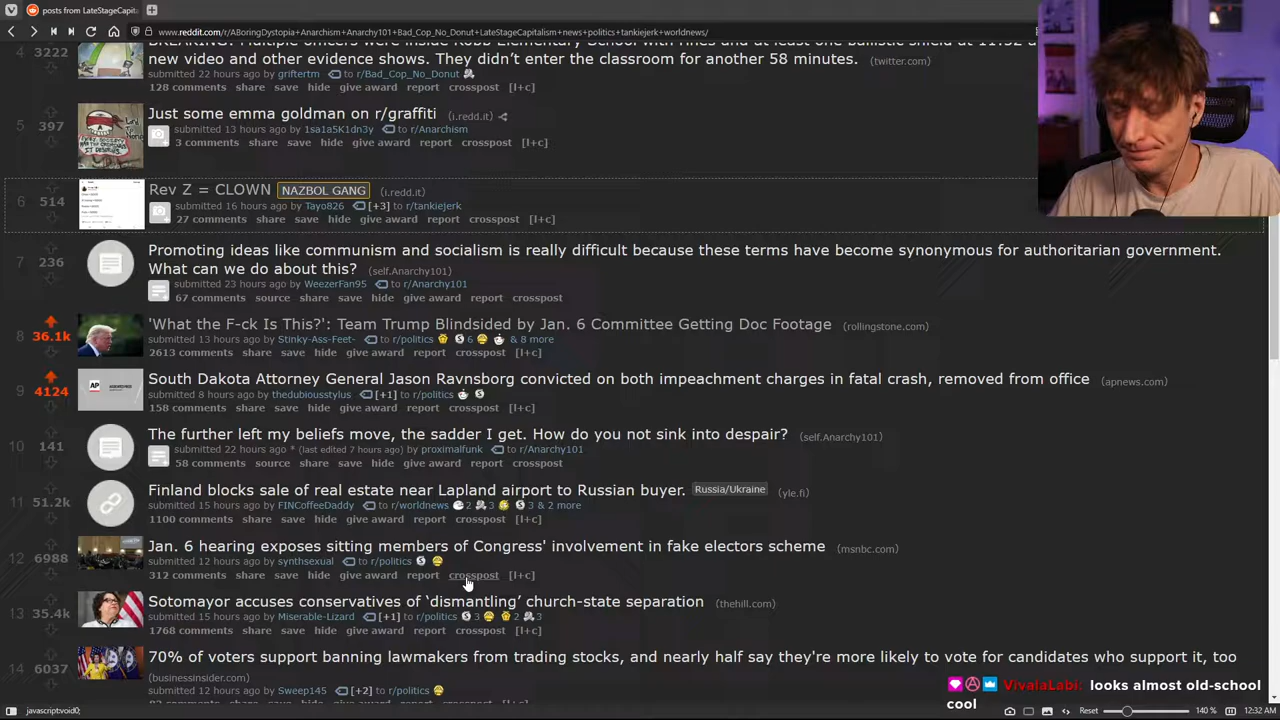 posts from LateStageCapita
www.reddit.com/r/ABoringDystopia+Anarchism+Anarchy101+Bad_Cop_No_Donut+LateStageCapitalism+news+politics+tankiejerk+worldnews/
4 3222 BREAKING: Multiple officers were inside Robb Elementary School with rifles and at least one ballistic shield at 11:52 a
new video and other evidence shows. They didn't enter the classroom for another 58 minutes. (twitter.com)
submitted 22 hours ago by griftertm to r/Bad_Cop_No_Donut
128 comments share save hide give award report crosspost [l+c]
5 397 Just some emma goldman on r/graffiti (i.redd.it)
submitted 13 hours ago by 1sa1a5K1dn3y to r/Anarchism
3 comments share save hide give award report crosspost [l+c]
6 514 Rev Z = CLOWN NAZBOL GANG (i.redd.it)
submitted 16 hours ago by Tayo826 [+3] to r/tankiejerk
27 comments share save hide give award report crosspost [l+c]
7 236 Promoting ideas like communism and socialism is really difficult because these terms have become synonymous for authoritarian government.
What can we do about this? (self.Anarchy101)
submitted 23 hours ago by WeezerFan95 to r/Anarchy101
67 comments source share save hide give award report crosspost
8 36.1k 'What the F-ck Is This?': Team Trump Blindsided by Jan. 6 Committee Getting Doc Footage (rollingstone.com)
submitted 13 hours ago by Stinky-Ass-Feet- to r/politics 6 & 8 more
2613 comments share save hide give award report crosspost [l+c]
9 4124 South Dakota Attorney General Jason Ravnsborg convicted on both impeachment charges in fatal crash, removed from office (apnews.com)
AP
submitted 8 hours ago by thedubiousstylus [+1] to r/politics
158 comments share save hide give award report crosspost [l+c]
10 141 The further left my beliefs move, the sadder I get. How do you not sink into despair? (self.Anarchy101)
submitted 22 hours ago * (last edited 7 hours ago) by proximalfunk to r/Anarchy101
58 comments source share save hide give award report crosspost
11 51.2k Finland blocks sale of real estate near Lapland airport to Russian buyer. Russia/Ukraine (yle.fi)
submitted 15 hours ago by FINCoffeeDaddy to r/worldnews 2 3 3 & 2 more
1100 comments share save hide give award report crosspost [l+c]
12 6988 Jan. 6 hearing exposes sitting members of Congress' involvement in fake electors scheme (msnbc.com)
submitted 12 hours ago by synthsexual to r/politics
312 comments share save hide give award report crosspost [l+c]
13 35.4k Sotomayor accuses conservatives of ‘dismantling’ church-state separation (thehill.com)
submitted 15 hours ago by Miserable-Lizard [+1] to r/politics 3 2 3
1768 comments share save hide give award report crosspost [l+c]
14 6037 70% of voters support banning lawmakers from trading stocks, and nearly half say they're more likely to vote for candidates who support it, too
(businessinsider.com)
submitted 12 hours ago by Sweep145 [+2] to r/politics
VivalaLabi: looks almost old-school
cool
javascript:void0;
Reset 140 % 12:32 AM